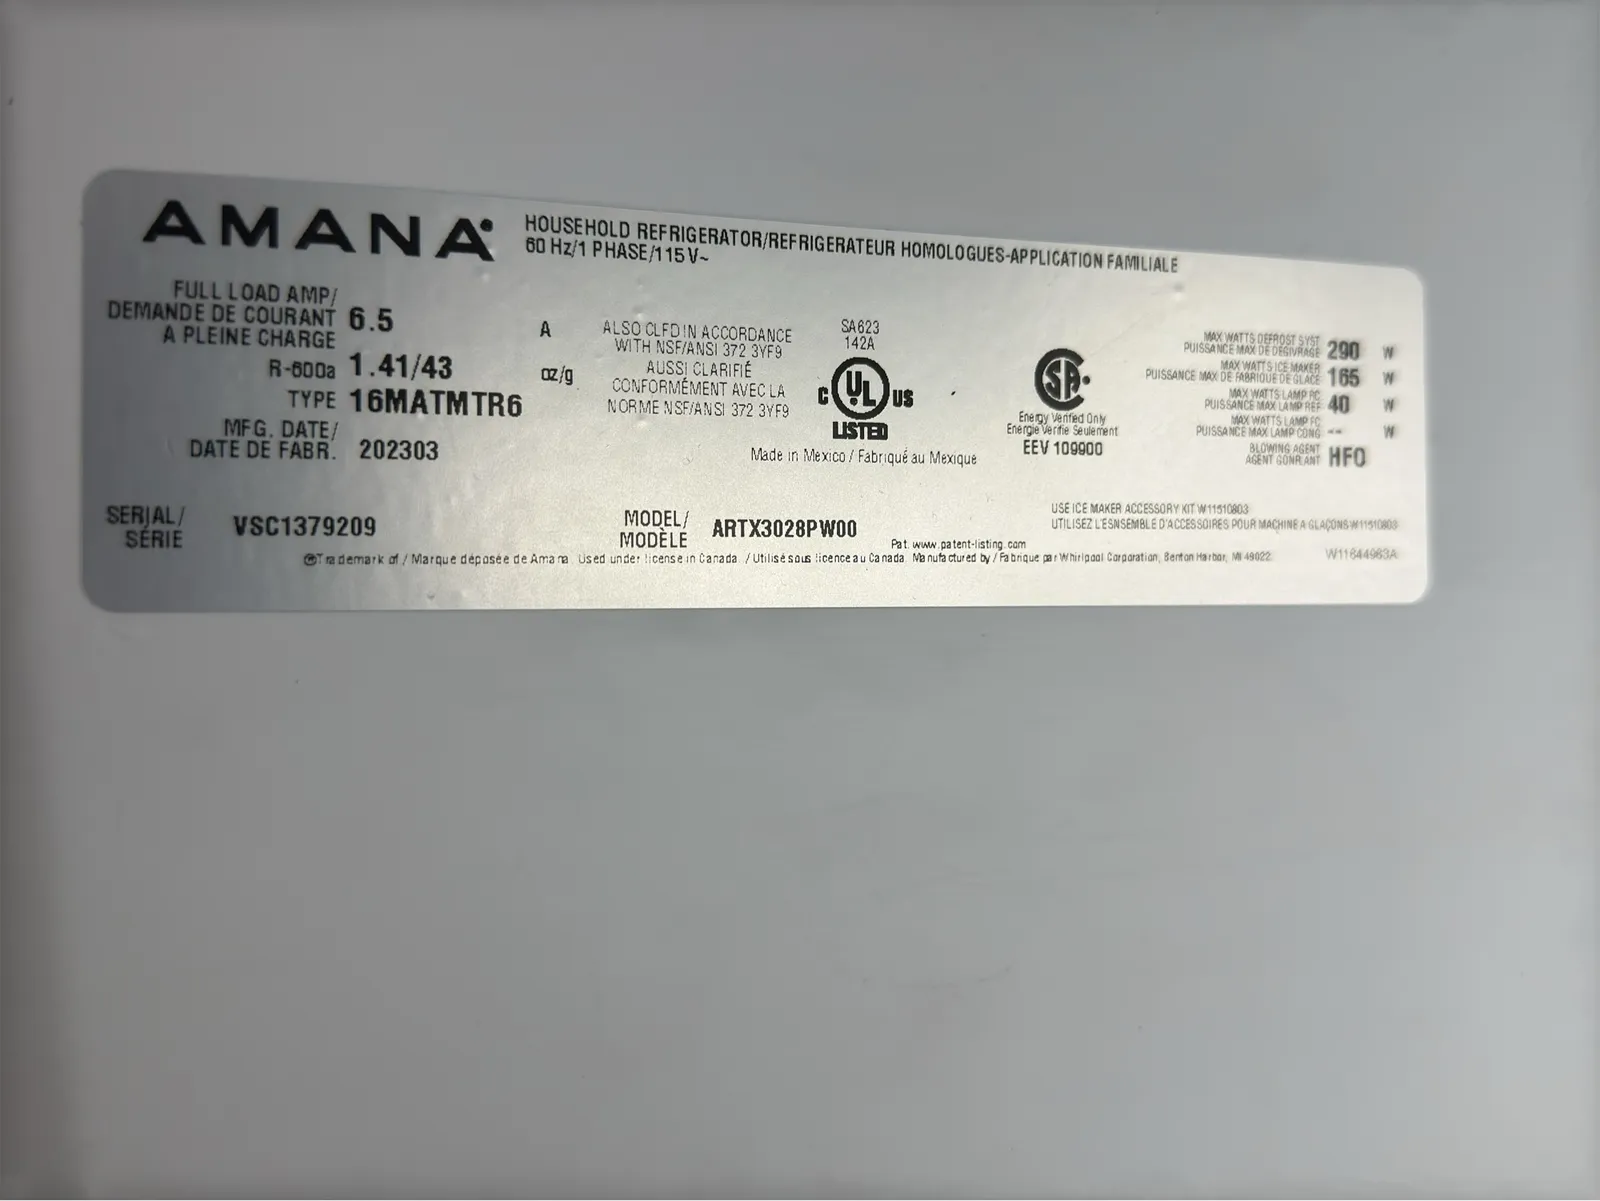 AMANA
HOUSEHOLD REFRIGERATOR/REFRIGERATEUR HOMOLOGUES-APPLICATION FAMILIALE
60 Hz/1 PHASE/115V~
FULL LOAD AMP/
DEMANDE DE COURANT 6.5 A
A PLEINE CHARGE
R-600a 1.41/43 oz/g
TYPE 16MATMTR6
MFG. DATE/
DATE DE FABR. 202303
ALSO CLFD IN ACCORDANCE
WITH NSF/ANSI 372 3YF9
AUSSI CLARIFIÉ
CONFORMÉMENT AVEC LA
NORME NSF/ANSI 372 3YF9
SA623
142A
C UL US
LISTED
Made in Mexico / Fabriqué au Mexique
SA
Energy Verified Only
Énergie Verifie Seulement
EEV 109900
MAX WATTS DEFROST SYST
PUISSANCE MAX DE DEGIVRAGE 290 W
MAX WATTS ICE MAKER
PUISSANCE MAX DE FABRIQUE DE GLACE 165 W
MAX WATTS LAMP RC
PUISSANCE MAX LAMP REF 40 W
MAX WATTS LAMP FC
PUISSANCE MAX LAMP CONG -- W
BLOWING AGENT
AGENT GONFLANT HFO
SERIAL/
SÉRIE VSC1379209
MODEL/
MODÈLE ARTX3028PW00
USE ICE MAKER ACCESSORY KIT W11510803
UTILISEZ L'ESNSEMBLE D'ACCESSOIRES POUR MACHINE A GLAÇONS W11510803
Pat. www.patent-listing.com
®Trademark of / Marque déposée de Amana. Used under license in Canada. / Utilisé sous licence au Canada. Manufactured by / Fabrique par Whirlpool Corporation, Benton Harbor, MI 49022. W11644963A